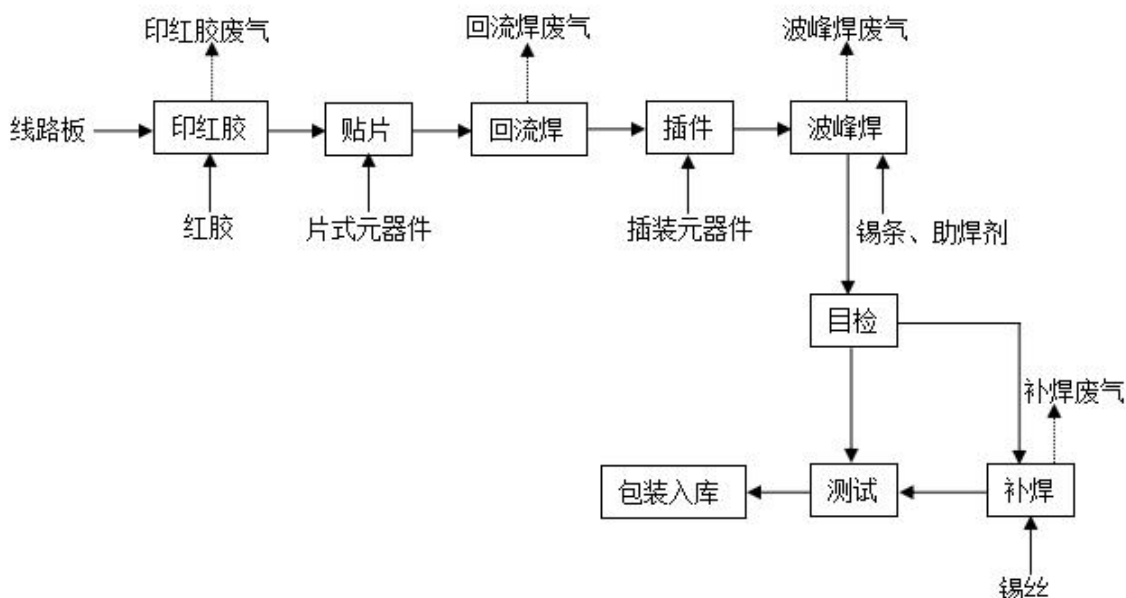 印红胶废气
回流焊废气
波峰焊废气
线路板
印红胶
贴片
回流焊
插件
波峰焊
红胶
片式元器件
插装元器件
锡条、助焊剂
目检
补焊废气
包装入库
测试
补焊
锡丝